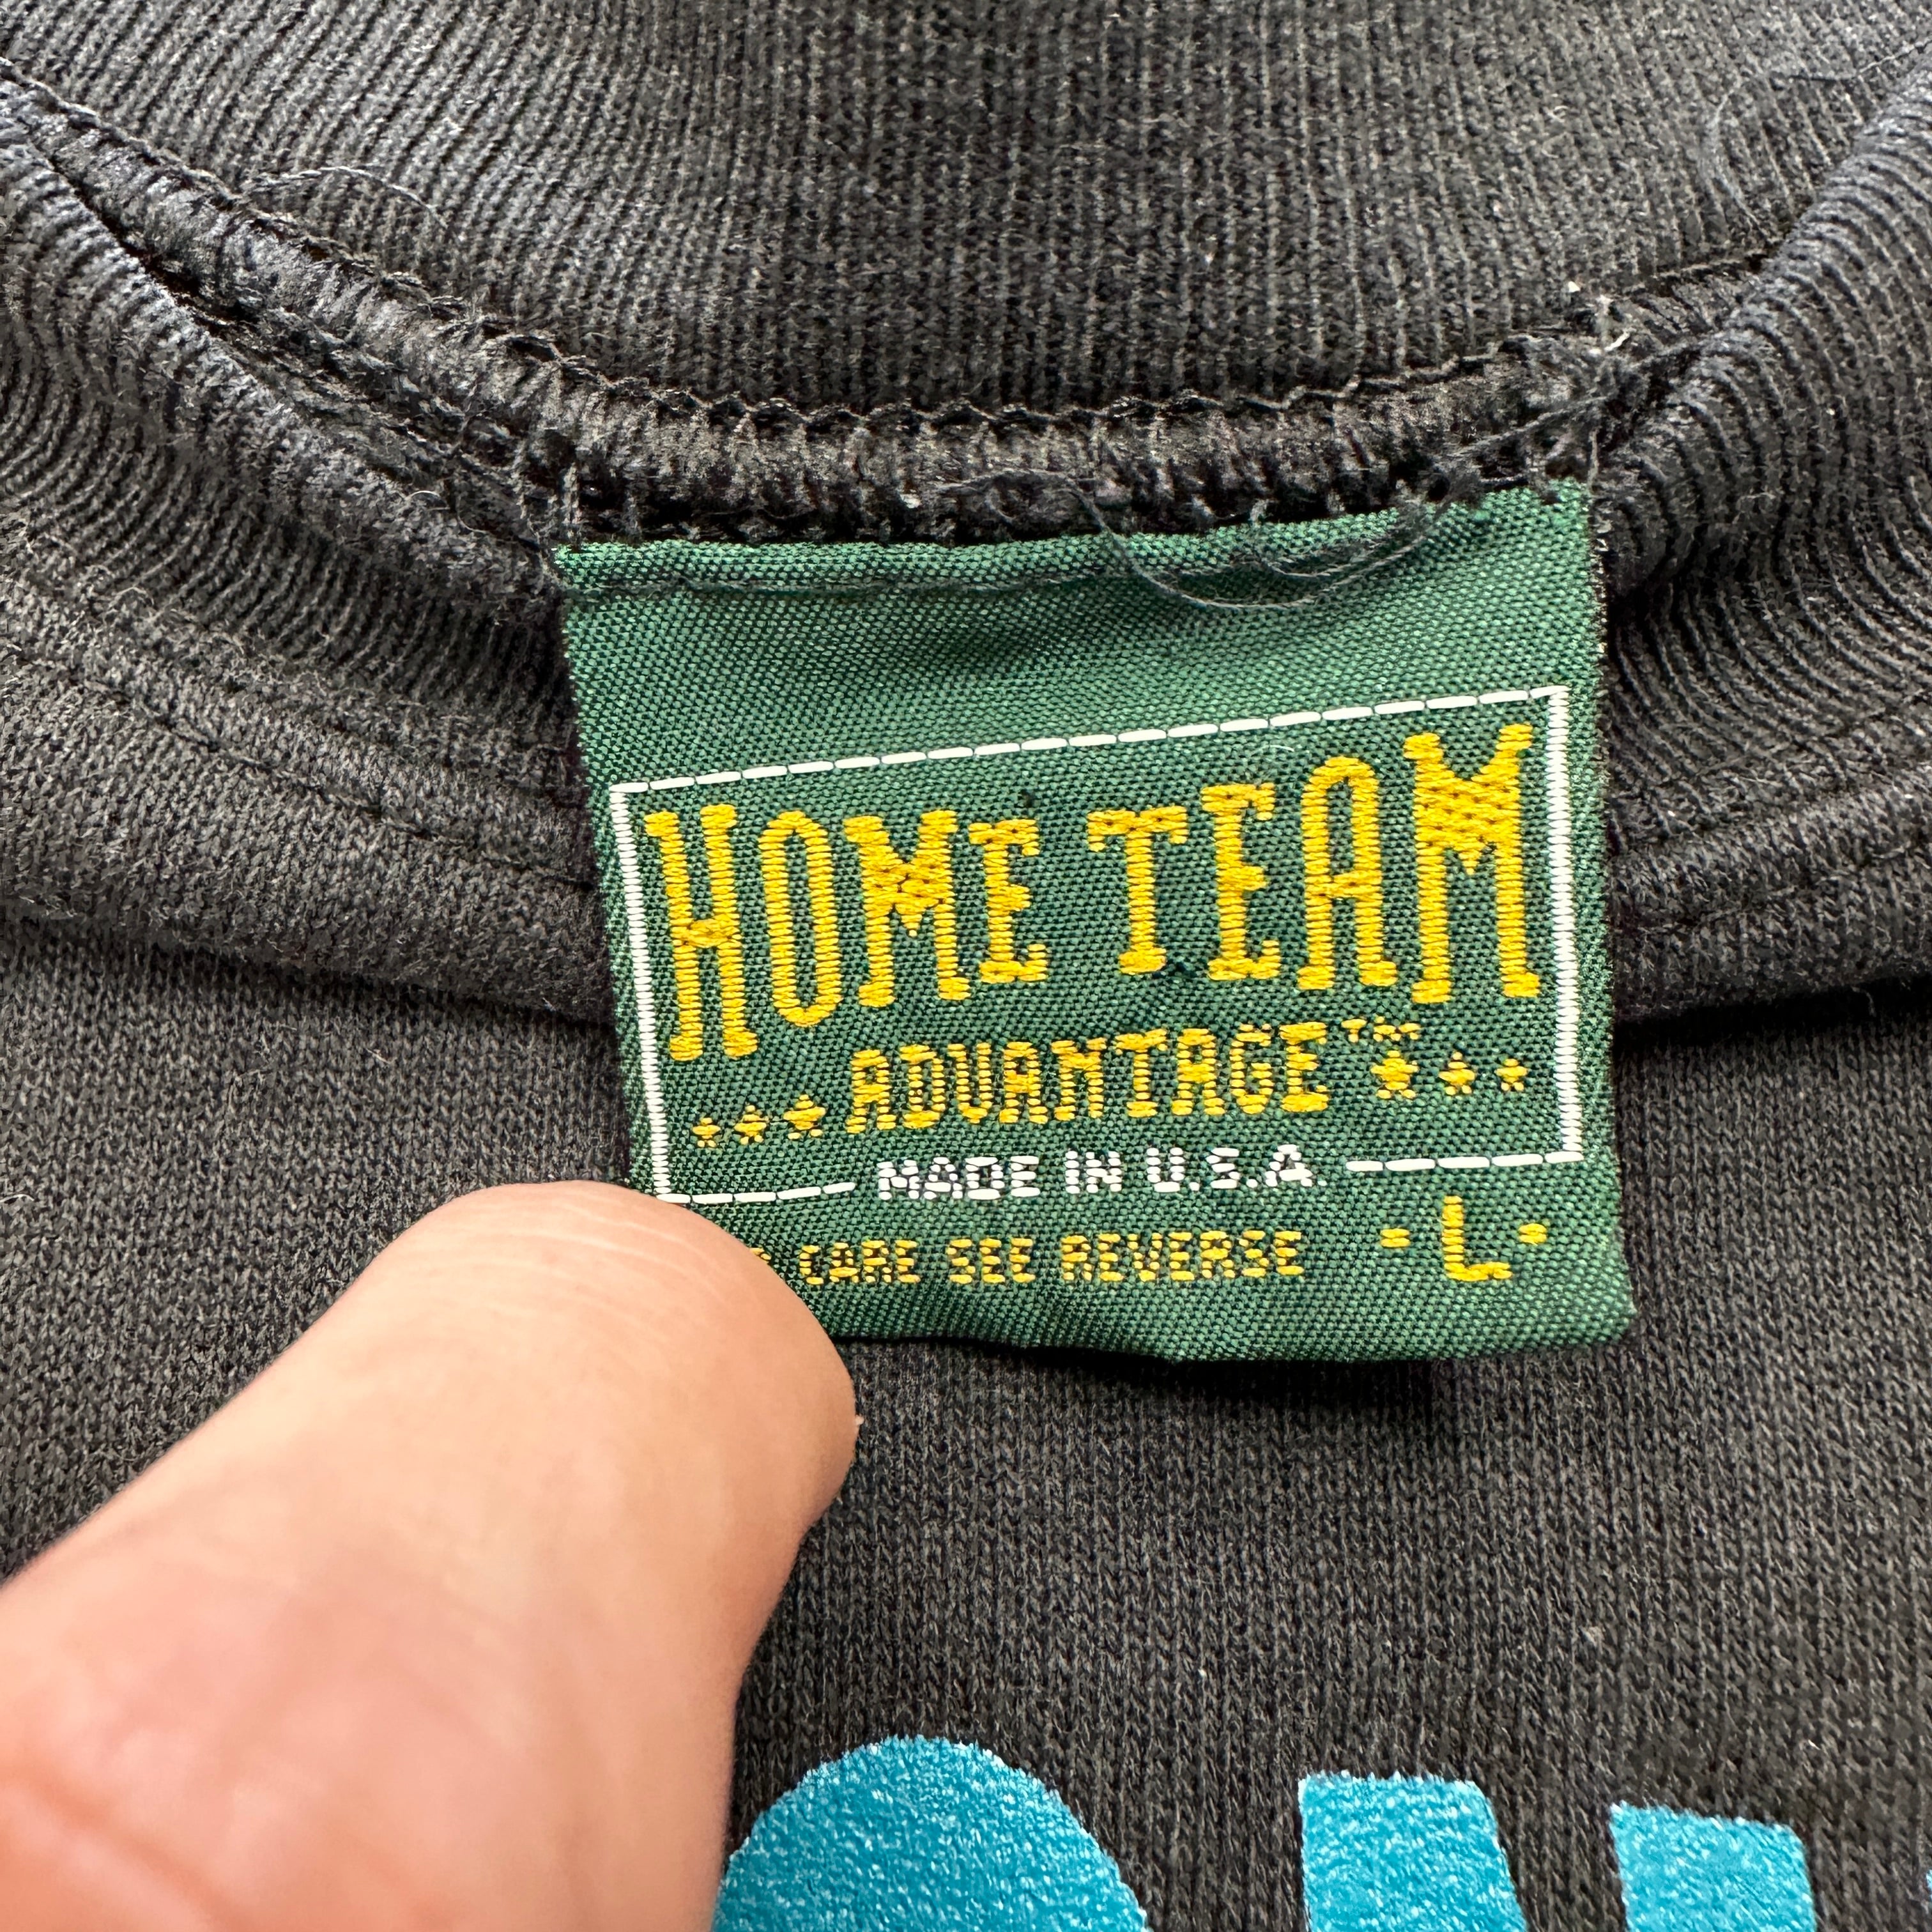 HOME TEAM
ADVANTAGE™
MADE IN U.S.A.
CARE SEE REVERSE -L-